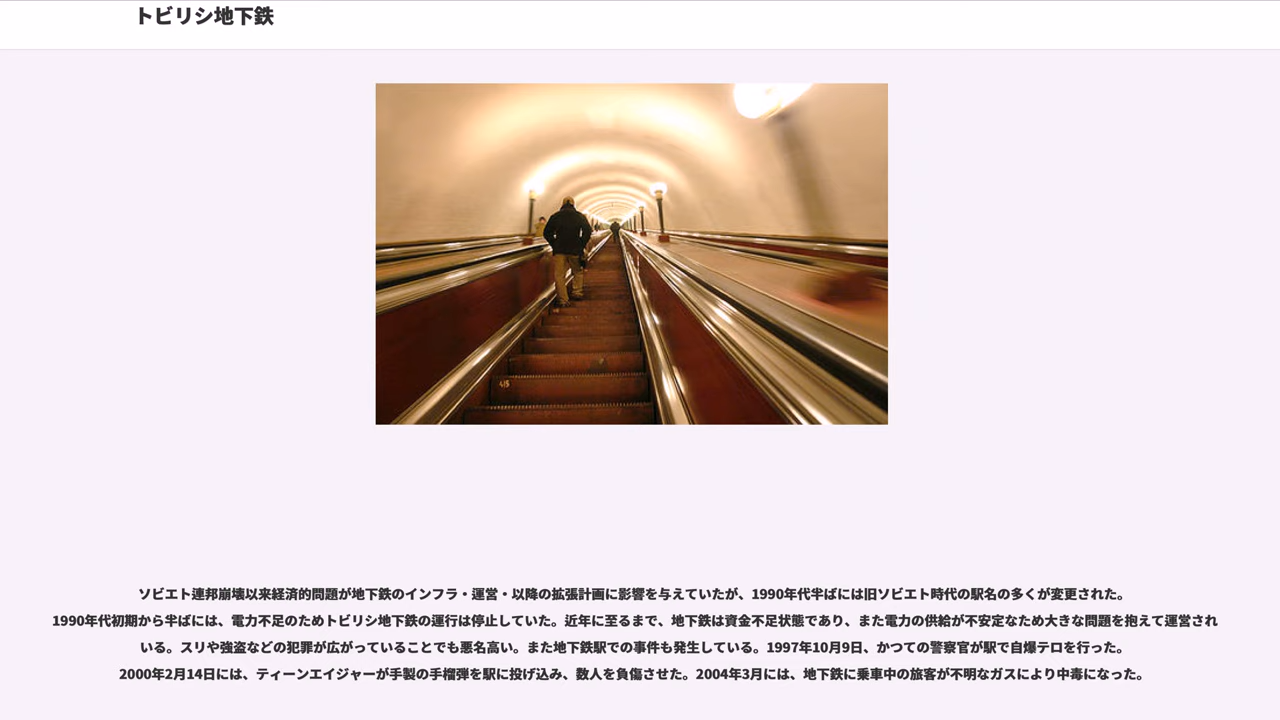 トビリシ地下鉄
ソビエト連邦崩壊以来経済的問題が地下鉄のインフラ・運営・以降の拡張計画に影響を与えていたが、1990年代半ばには旧ソビエト時代の駅名の多くが変更された。
1990年代初期から半ばには、電力不足のためトビリシ地下鉄の運行は停止していた。近年に至るまで、地下鉄は資金不足状態であり、また電力の供給が不安定なため大きな問題を抱えて運営され
いる。スリや強盗などの犯罪が広がっていることでも悪名高い。また地下鉄駅での事件も発生している。1997年10月9日、かつての警察官が駅で自爆テロを行った。
2000年2月14日には、ティーンエイジャーが手製の手榴弾を駅に投げ込み、数人を負傷させた。2004年3月には、地下鉄に乗車中の旅客が不明なガスにより中毒になった。